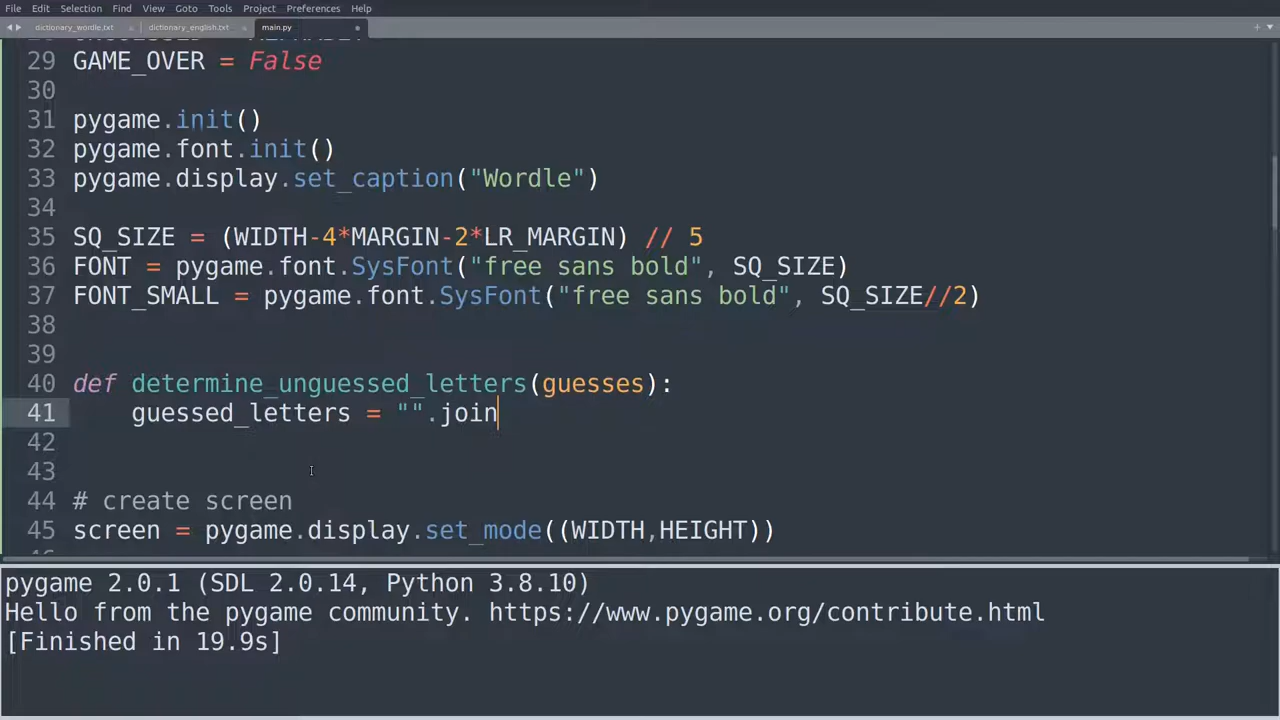 File Edit Selection Find View Goto Tools Project Preferences Help
dictionary_wordle.txt dictionary_english.txt main.py
29 GAME_OVER = False
30
31 pygame.init()
32 pygame.font.init()
33 pygame.display.set_caption("Wordle")
34
35 SQ_SIZE = (WIDTH-4*MARGIN-2*LR_MARGIN) // 5
36 FONT = pygame.font.SysFont("free sans bold", SQ_SIZE)
37 FONT_SMALL = pygame.font.SysFont("free sans bold", SQ_SIZE//2)
38
39
40 def determine_unguessed_letters(guesses):
41 guessed_letters = "".join
42
43
44 # create screen
45 screen = pygame.display.set_mode((WIDTH,HEIGHT))
pygame 2.0.1 (SDL 2.0.14, Python 3.8.10)
Hello from the pygame community. https://www.pygame.org/contribute.html
[Finished in 19.9s]